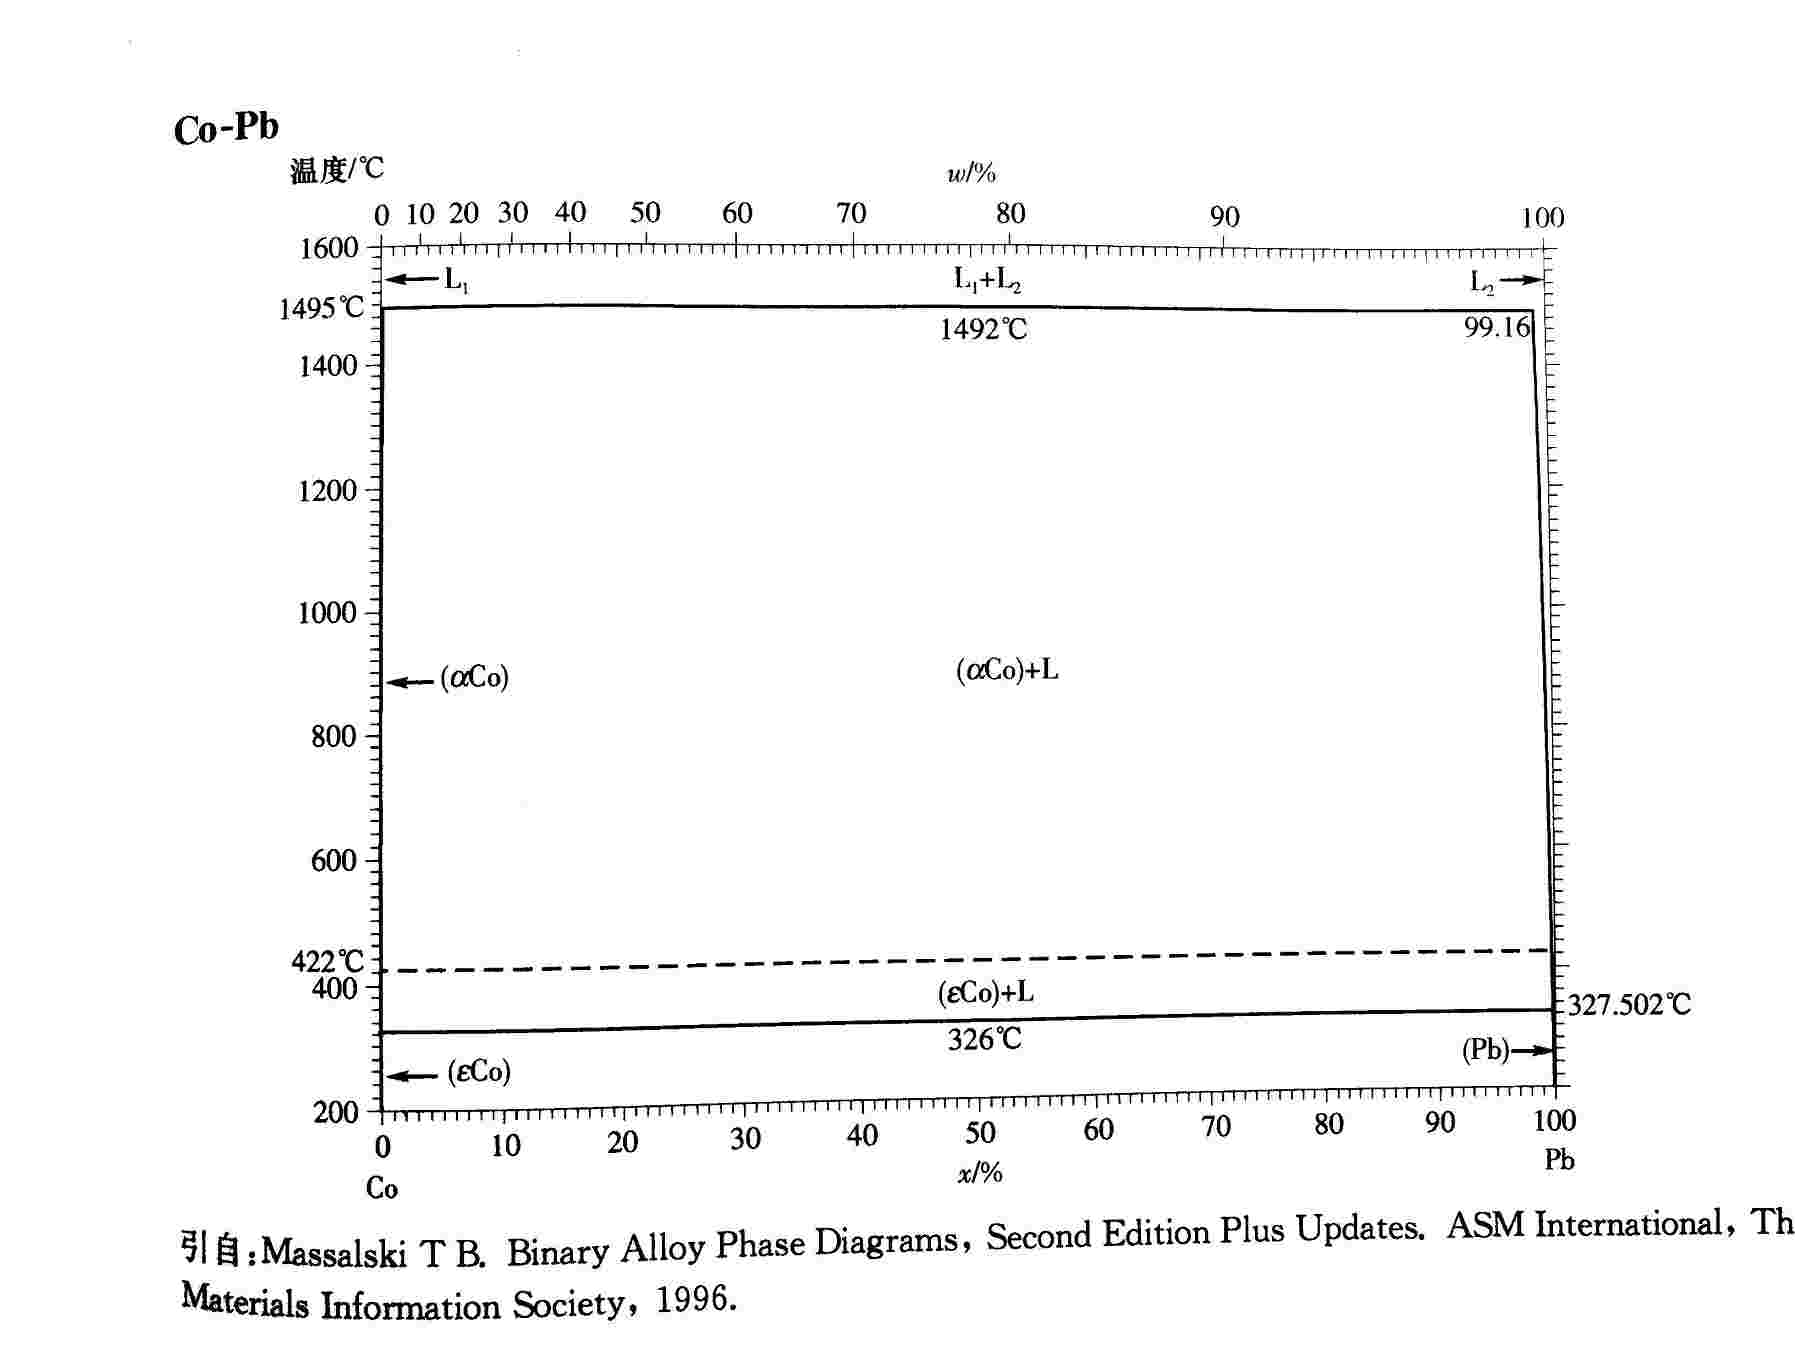 Co-Pb
温度/℃
w/%
0 10 20 30 40 50 60 70 80 90 100
1600
←L₁ L₁+L₂ L₂→
1495℃
1492℃ 99.16
1400
1200
1000
←(αCo) (αCo)+L
800
600
422℃
400 (εCo)+L
327.502℃
326℃
←(εCo) (Pb)→
200
0 10 20 30 40 50 60 70 80 90 100
Co x/% Pb
引自:Massalski T B. Binary Alloy Phase Diagrams, Second Edition Plus Updates. ASM International, Th
Materials Information Society, 1996.